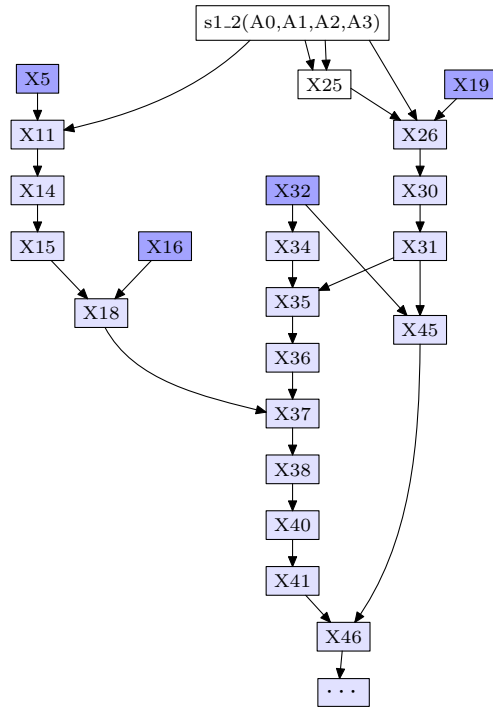 s1_2(A0,A1,A2,A3)
X5
X25
X19
X11
X26
X14
X32
X30
X15
X16
X34
X31
X35
X18
X45
X36
X37
X38
X40
X41
X46
···